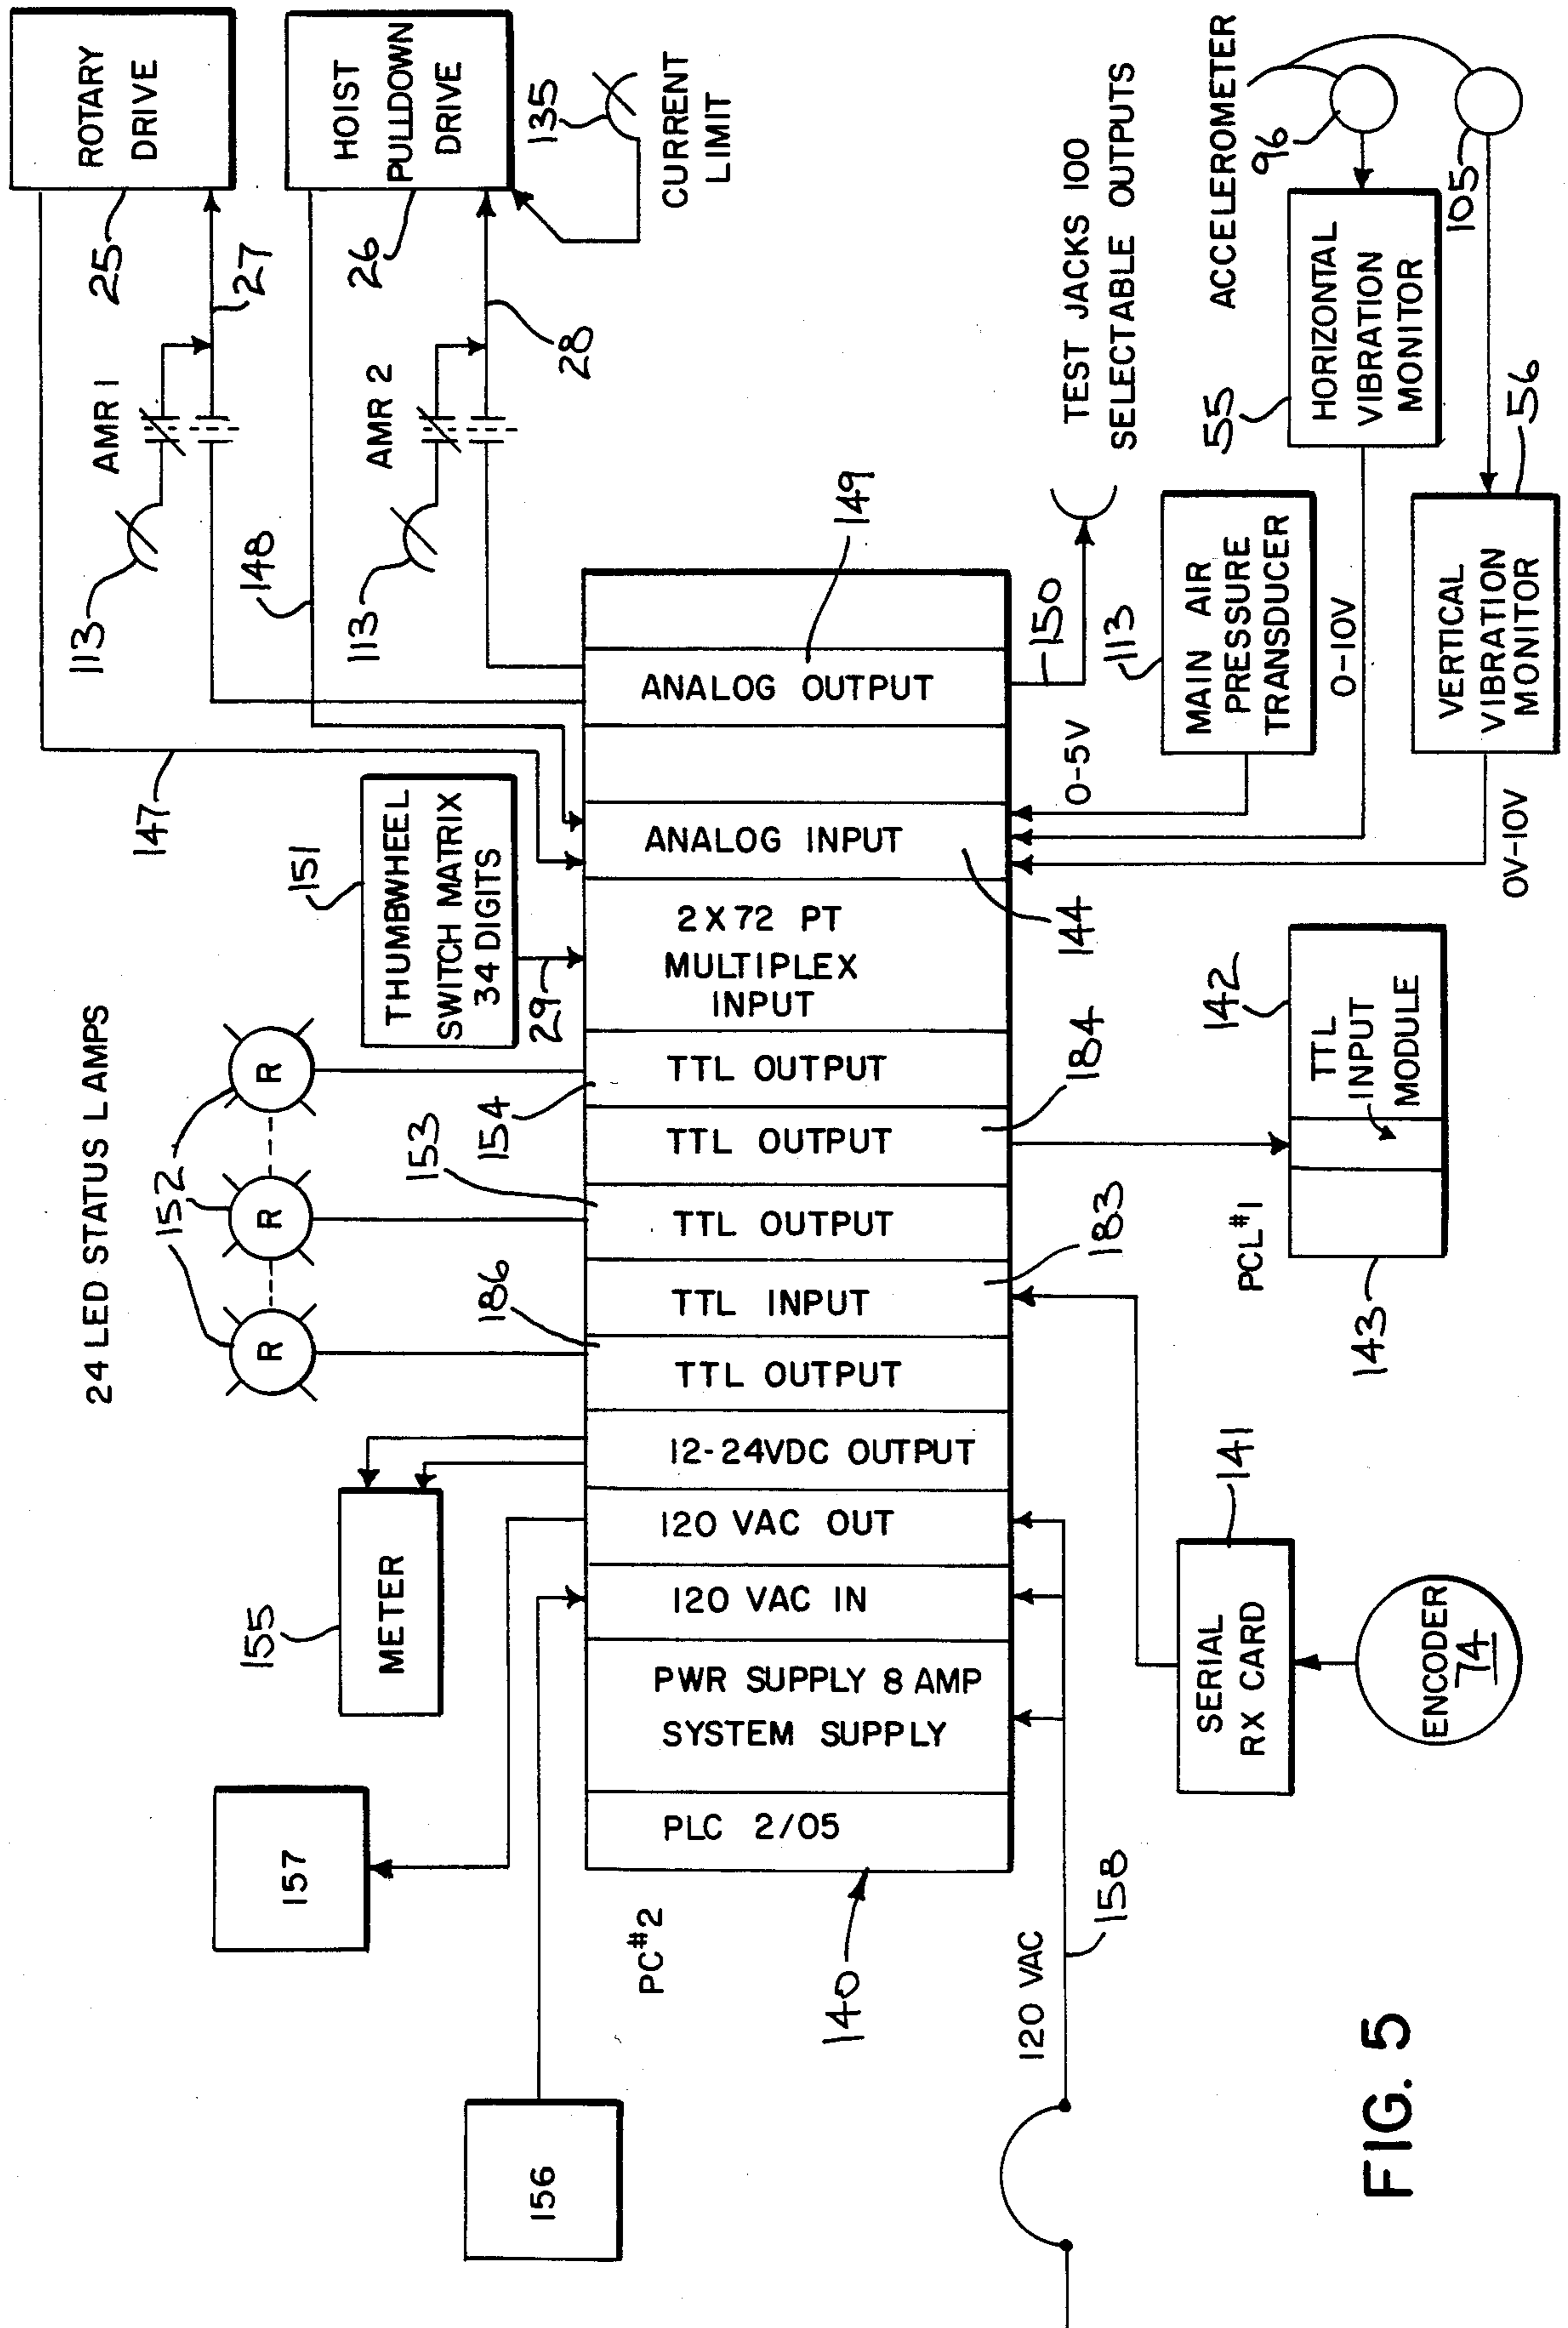 24 LED STATUS LAMPS
152
R
R
R
157
155
METER
156
186
153
154
151
THUMBWHEEL
SWITCH MATRIX
34 DIGITS
29
147
148
113
AMR 1
27
25
ROTARY
DRIVE
113
AMR 2
28
26
HOIST
PULLDOWN
DRIVE
135
CURRENT
LIMIT
PC#2
140
PLC 2/05
PWR SUPPLY 8 AMP
SYSTEM SUPPLY
120 VAC IN
120 VAC OUT
12-24VDC OUTPUT
TTL OUTPUT
TTL INPUT
TTL OUTPUT
TTL OUTPUT
TTL OUTPUT
2 X 72 PT
MULTIPLEX
INPUT
ANALOG INPUT
ANALOG OUTPUT
149
120 VAC
158
183
184
144
150
TEST JACKS 100
SELECTABLE OUTPUTS
141
SERIAL
RX CARD
ENCODER
74
PCL#1
143
142
TTL
INPUT
MODULE
0-5V
113
MAIN AIR
PRESSURE
TRANSDUCER
0-10V
55
HORIZONTAL
VIBRATION
MONITOR
ACCELEROMETER
96
105
0V-10V
VERTICAL
VIBRATION
MONITOR
56
FIG. 5